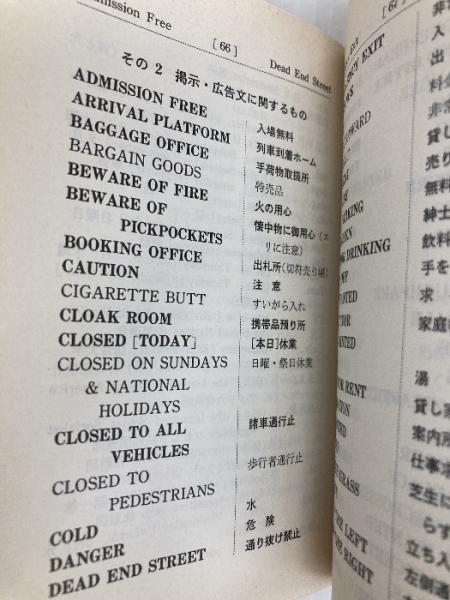 Admission Free [ 66 ] Dead End Street
その 2 掲示・広告文に関するもの
ADMISSION FREE 入場無料
ARRIVAL PLATFORM 列車到着ホーム
BAGGAGE OFFICE 手荷物取扱所
BARGAIN GOODS 特売品
BEWARE OF FIRE 火の用心
BEWARE OF 懐中物に御用心(ス
PICKPOCKETS リに注意)
BOOKING OFFICE 出札所(切符売り場)
CAUTION 注 意
CIGARETTE BUTT すいがら入れ
CLOAK ROOM 携帯品預り所
CLOSED [TODAY] [本日]休業
CLOSED ON SUNDAYS 日曜・祭日休業
& NATIONAL
HOLIDAYS
CLOSED TO ALL 諸車通行止
VEHICLES
CLOSED TO 歩行者通行止
PEDESTRIANS
COLD 水
DANGER 危 険
DEAD END STREET 通り抜け禁止
EXIT
入
出
料金
非常
貸し
売り
無料
紳士
DRINKING 飲料
手を
求
家庭
湯
RENT 貸し家
案内所
仕事求
GRASS 芝生に
らず
LEFT 立ち入
RIGHT 左側通